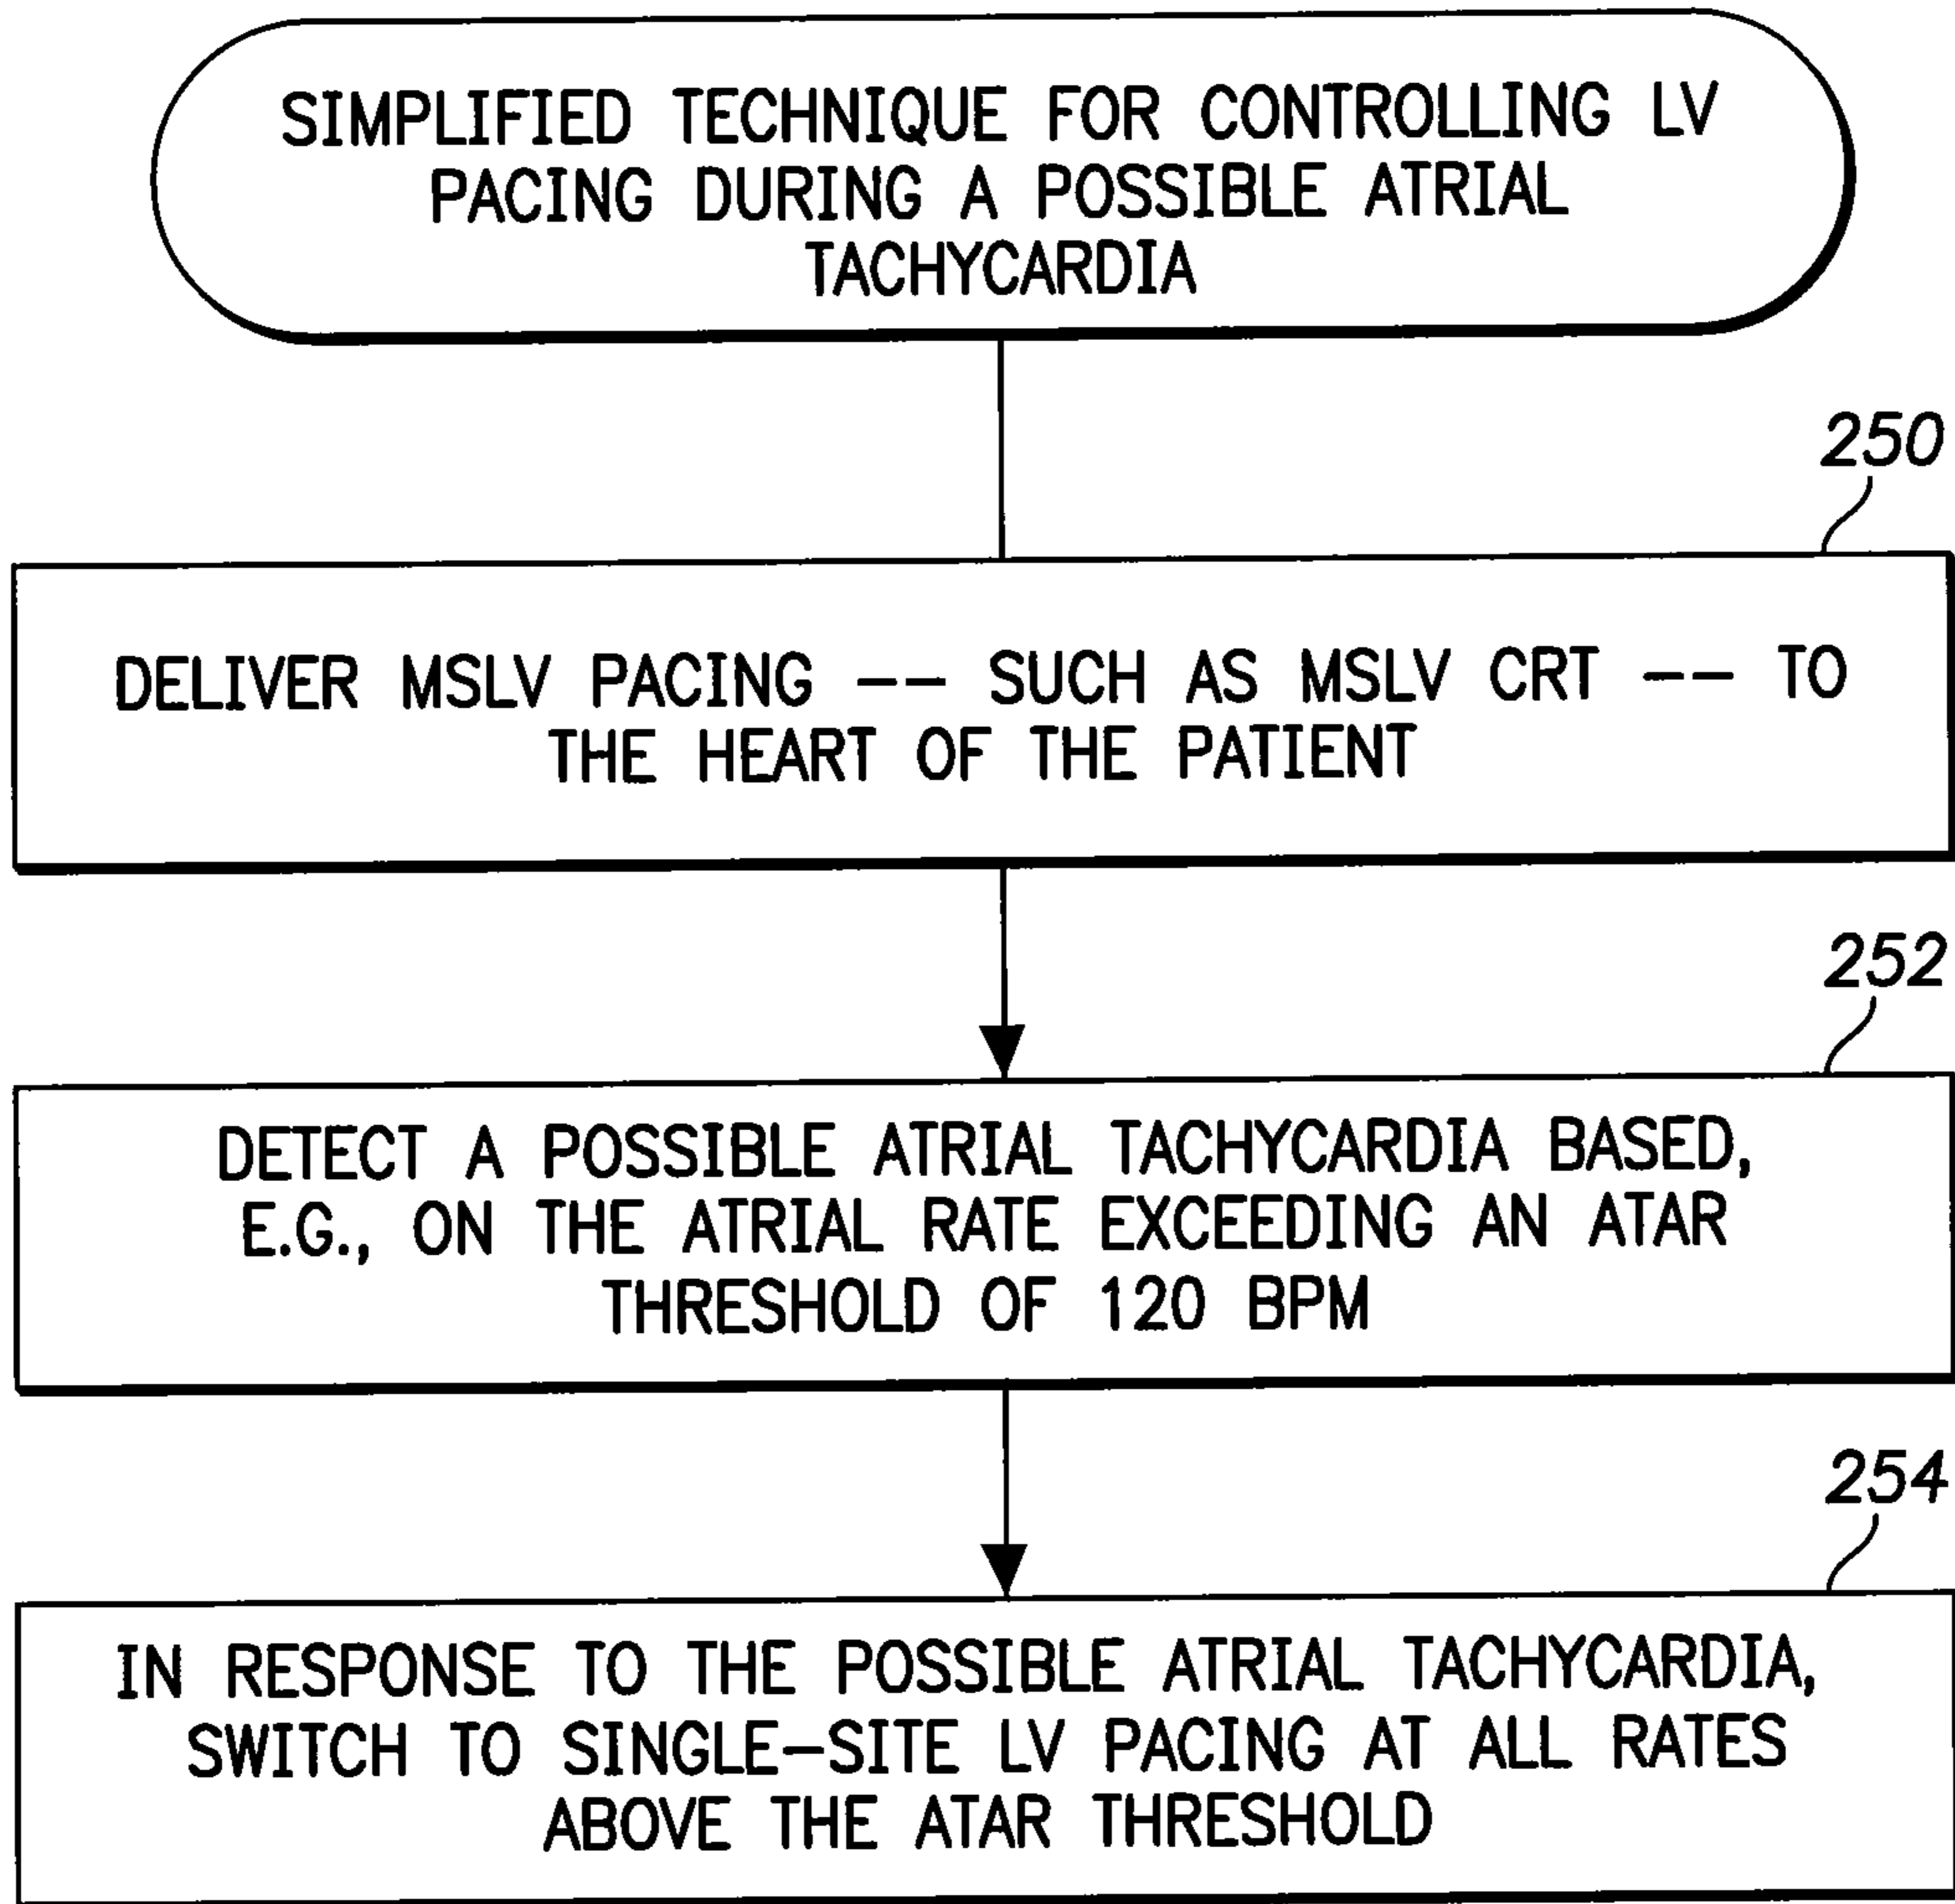 SIMPLIFIED TECHNIQUE FOR CONTROLLING LV
PACING DURING A POSSIBLE ATRIAL
TACHYCARDIA
250
DELIVER MSLV PACING -- SUCH AS MSLV CRT -- TO
THE HEART OF THE PATIENT
252
DETECT A POSSIBLE ATRIAL TACHYCARDIA BASED,
E.G., ON THE ATRIAL RATE EXCEEDING AN ATAR
THRESHOLD OF 120 BPM
254
IN RESPONSE TO THE POSSIBLE ATRIAL TACHYCARDIA,
SWITCH TO SINGLE-SITE LV PACING AT ALL RATES
ABOVE THE ATAR THRESHOLD